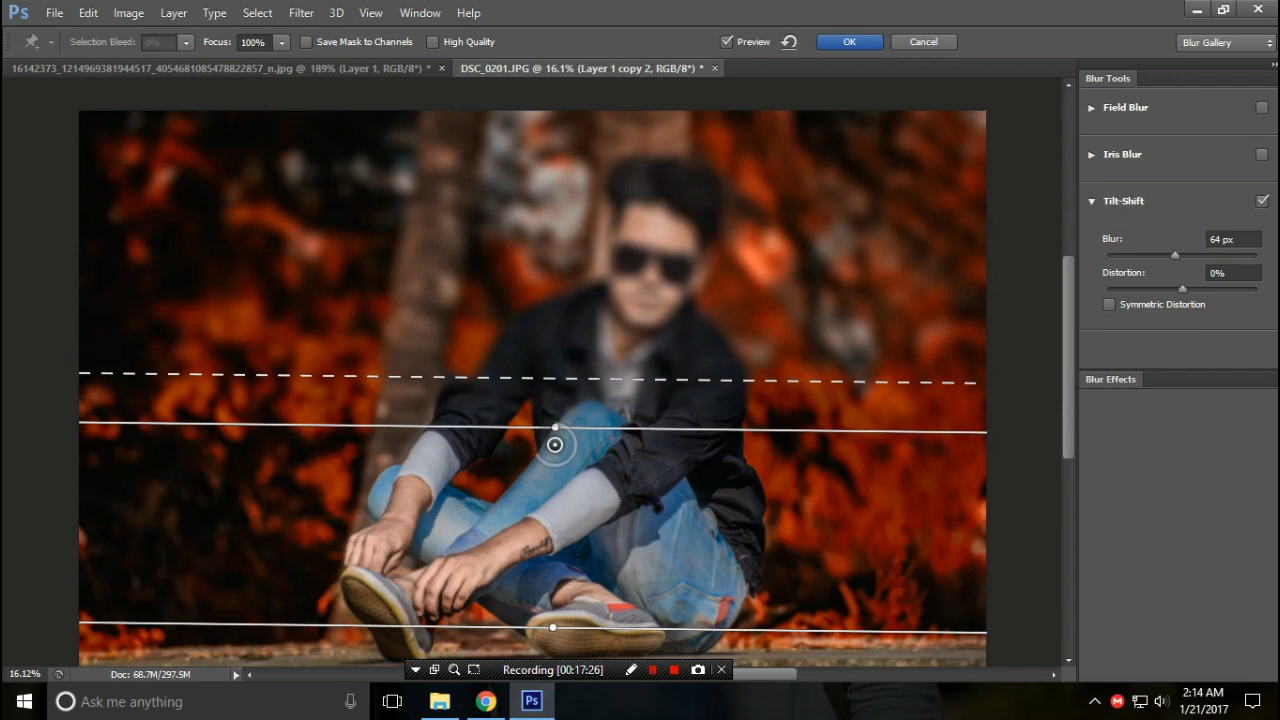 Ps File Edit Image Layer Type Select Filter 3D View Window Help
Selection Bleed: 0% Focus: 100% Save Mask to Channels High Quality Preview OK Cancel Blur Gallery
16142373_1214969381944517_4054681085478822857_n.jpg @ 189% (Layer 1, RGB/8*) * × DSC_0201.JPG @ 16.1% (Layer 1 copy 2, RGB/8*) * ×
Blur Tools
Field Blur
Iris Blur
Tilt-Shift
Blur: 64 px
Distortion: 0%
Symmetric Distortion
Blur Effects
16.12% Doc: 68.7M/297.5M
Recording [00:17:26]
Ask me anything
Ps
2:14 AM
1/21/2017